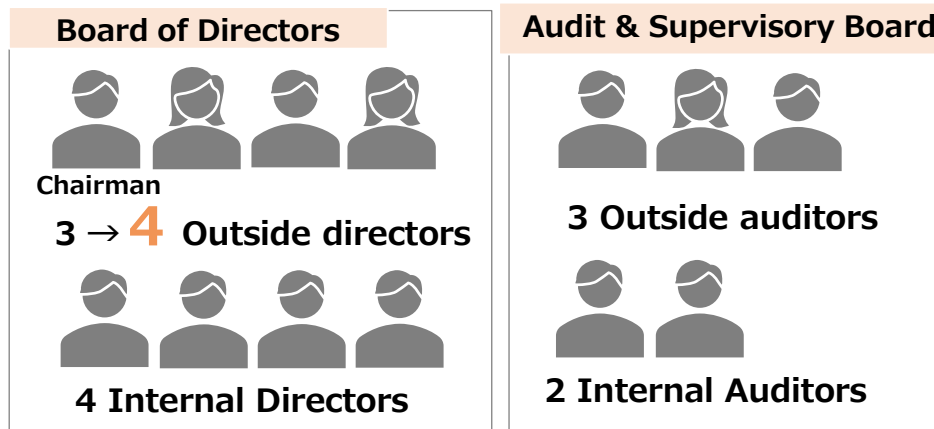 Board of Directors
Chairman
3 → 4 Outside directors
4 Internal Directors
Audit & Supervisory Board
3 Outside auditors
2 Internal Auditors